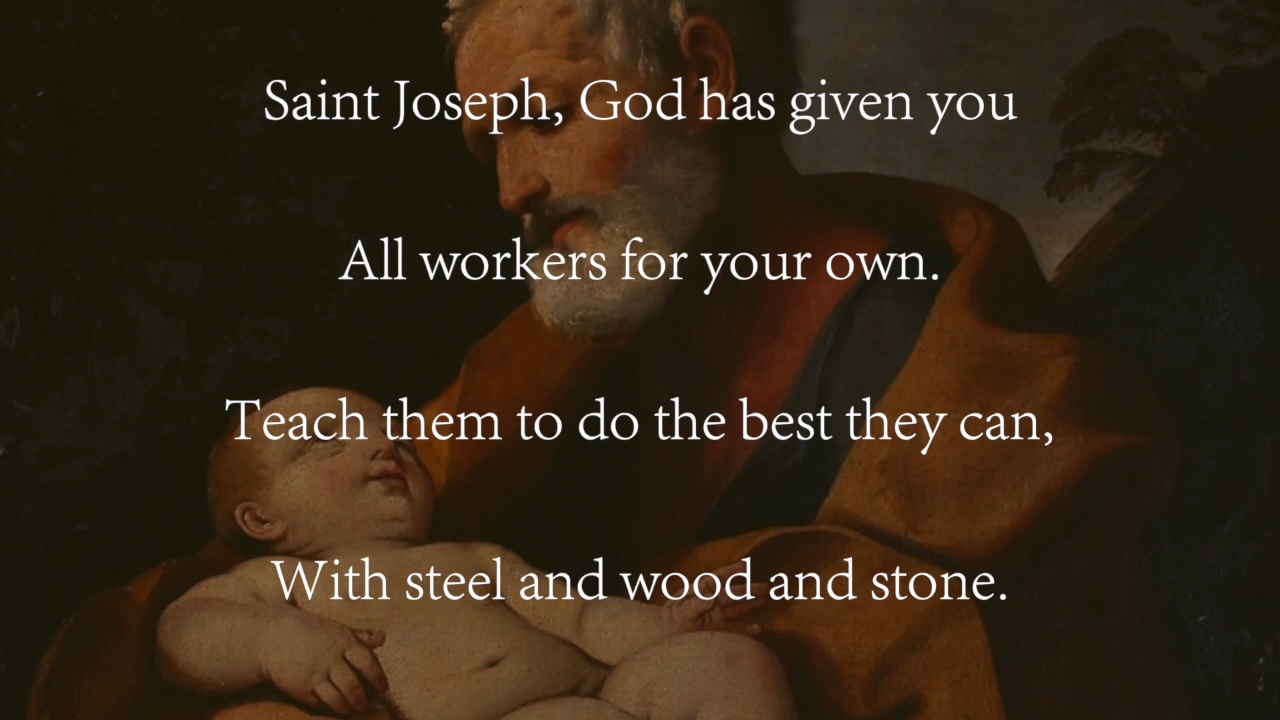 Saint Joseph, God has given you
All workers for your own.
Teach them to do the best they can,
With steel and wood and stone.